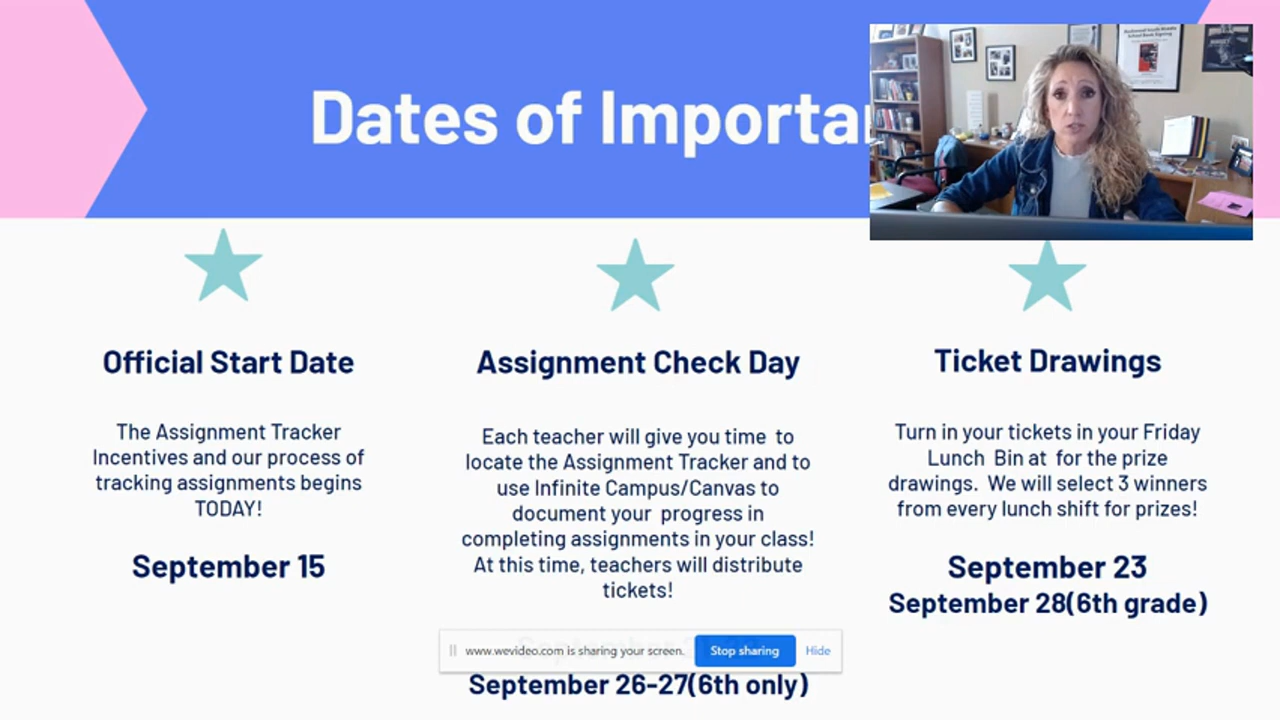 Dates of Importan
Official Start Date
The Assignment Tracker
Incentives and our process of
tracking assignments begins
TODAY!
September 15
Assignment Check Day
Each teacher will give you time to
locate the Assignment Tracker and to
use Infinite Campus/Canvas to
document your progress in
completing assignments in your class!
At this time, teachers will distribute
tickets!
www.wevideo.com is sharing your screen.
Stop sharing
Hide
September 26-27(6th only)
Ticket Drawings
Turn in your tickets in your Friday
Lunch Bin at for the prize
drawings. We will select 3 winners
from every lunch shift for prizes!
September 23
September 28(6th grade)